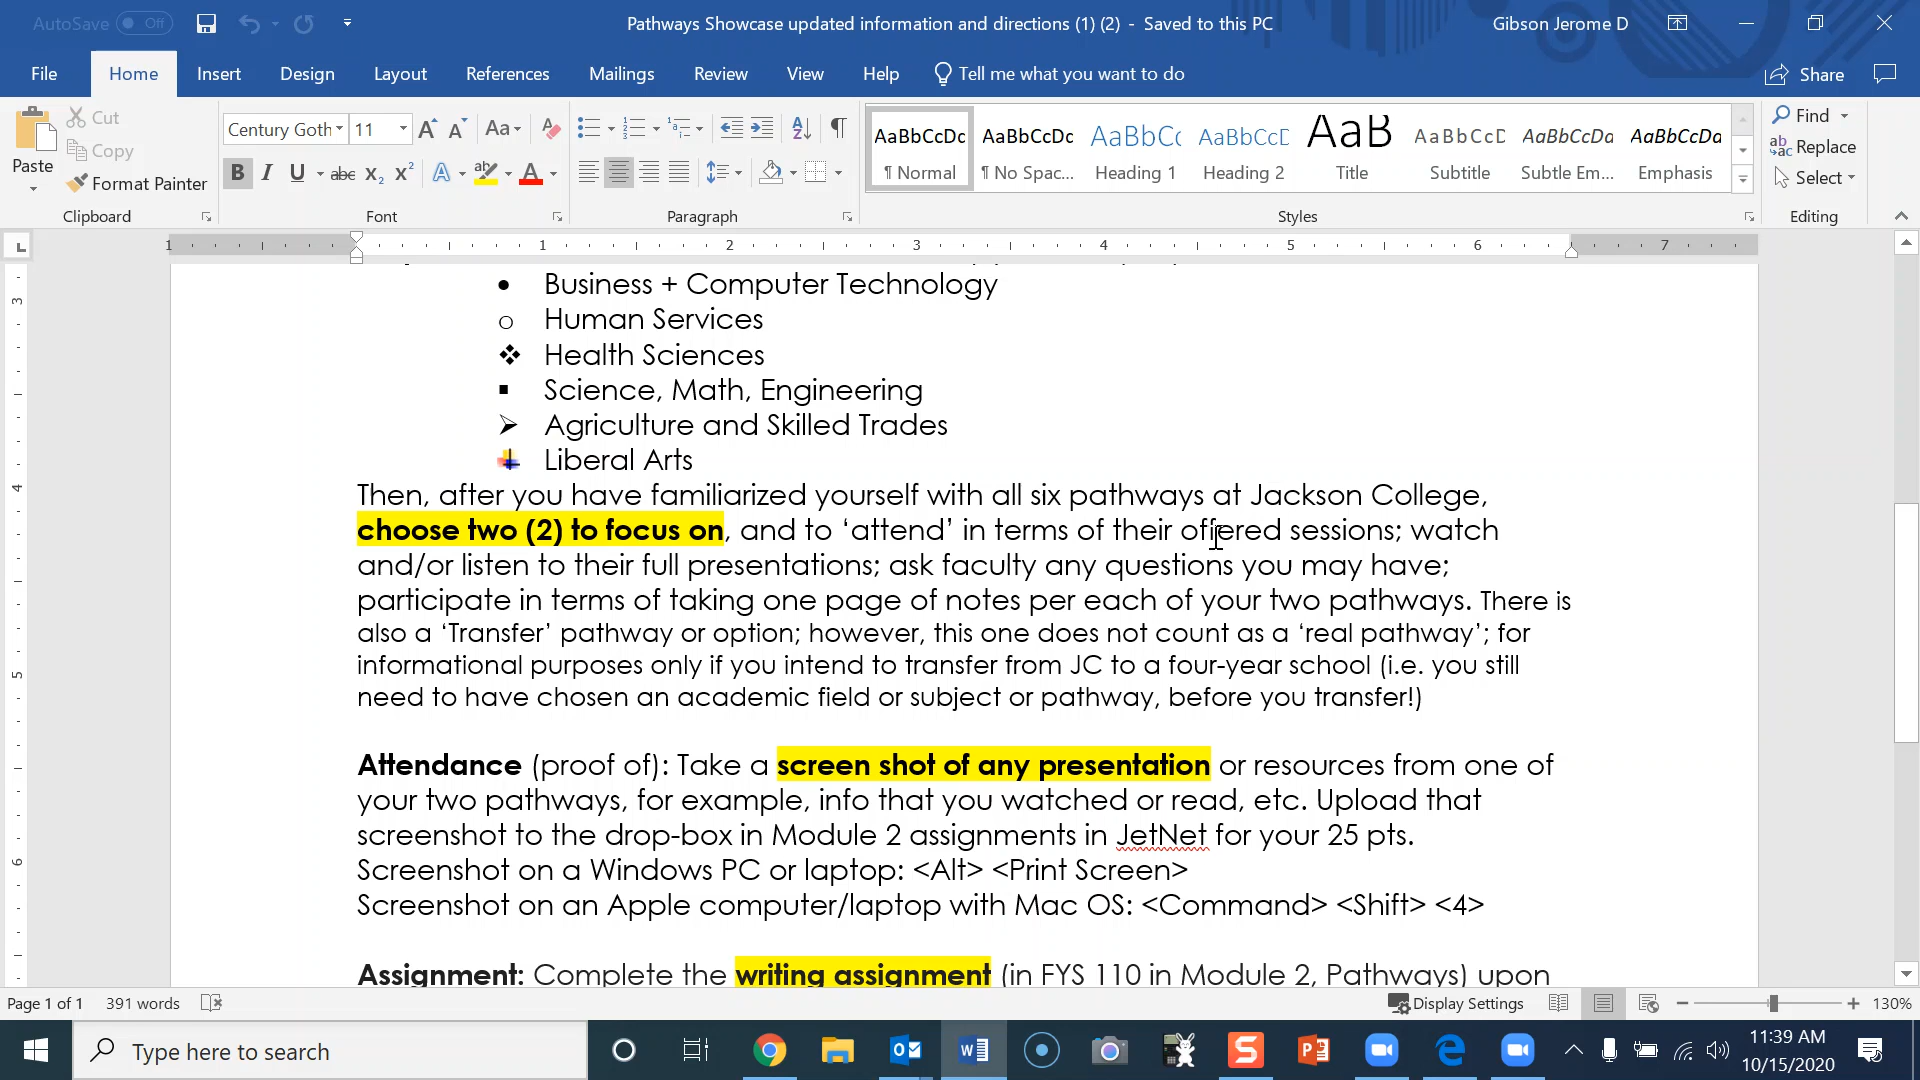 AutoSave Off
Pathways Showcase updated information and directions (1) (2) - Saved to this PC
Gibson Jerome D
File Home Insert Design Layout References Mailings Review View Help Tell me what you want to do
Share
Paste
Cut
Copy
Format Painter
Clipboard
Century Goth 11
Font
Paragraph
AaBbCcDc AaBbCcDc AaBbCc AaBbCcD AaB AaBbCcD AaBbCcDa AaBbCcDa
¶ Normal ¶ No Spac... Heading 1 Heading 2 Title Subtitle Subtle Em... Emphasis
Styles
Find
Replace
Select
Editing
1 1 2 3 4 5 6 7
Business + Computer Technology
Human Services
Health Sciences
Science, Math, Engineering
Agriculture and Skilled Trades
Liberal Arts
Then, after you have familiarized yourself with all six pathways at Jackson College,
choose two (2) to focus on, and to ‘attend’ in terms of their offered sessions; watch
and/or listen to their full presentations; ask faculty any questions you may have;
participate in terms of taking one page of notes per each of your two pathways. There is
also a ‘Transfer’ pathway or option; however, this one does not count as a ‘real pathway’; for
informational purposes only if you intend to transfer from JC to a four-year school (i.e. you still
need to have chosen an academic field or subject or pathway, before you transfer!)
Attendance (proof of): Take a screen shot of any presentation or resources from one of
your two pathways, for example, info that you watched or read, etc. Upload that
screenshot to the drop-box in Module 2 assignments in JetNet for your 25 pts.
Screenshot on a Windows PC or laptop: <Alt> <Print Screen>
Screenshot on an Apple computer/laptop with Mac OS: <Command> <Shift> <4>
Assignment: Complete the writing assignment (in FYS 110 in Module 2, Pathways) upon
3
4
5
6
Page 1 of 1 391 words
Display Settings
130%
Type here to search
11:39 AM
10/15/2020